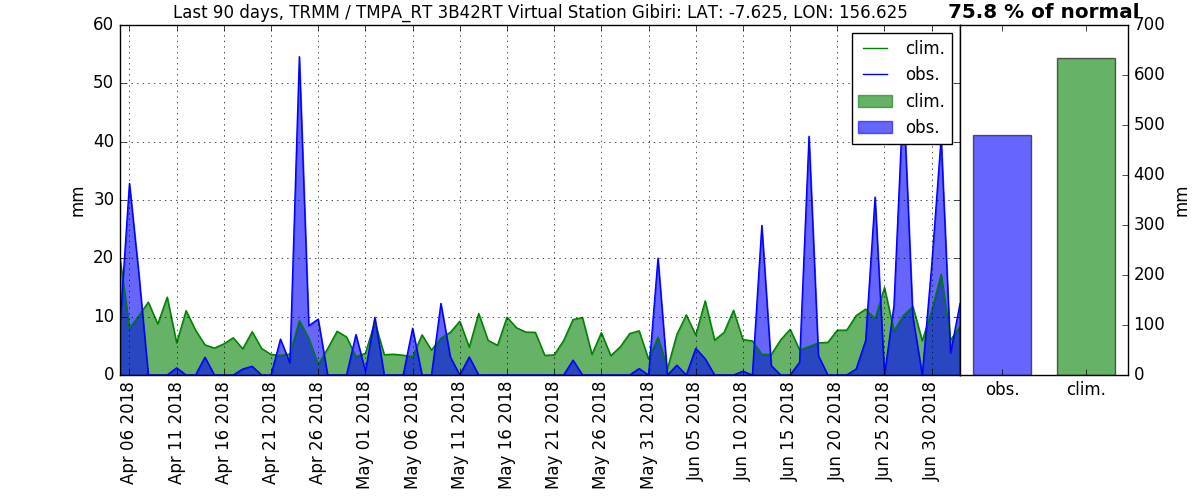 Last 90 days, TRMM / TMPA_RT 3B42RT Virtual Station Gibiri: LAT: -7.625, LON: 156.625
75.8 % of normal
60
50
40
30
20
10
0
mm
clim.
obs.
clim.
obs.
700
600
500
400
300
200
100
0
mm
Apr 06 2018
Apr 11 2018
Apr 16 2018
Apr 21 2018
Apr 26 2018
May 01 2018
May 06 2018
May 11 2018
May 16 2018
May 21 2018
May 26 2018
May 31 2018
Jun 05 2018
Jun 10 2018
Jun 15 2018
Jun 20 2018
Jun 25 2018
Jun 30 2018
obs.
clim.